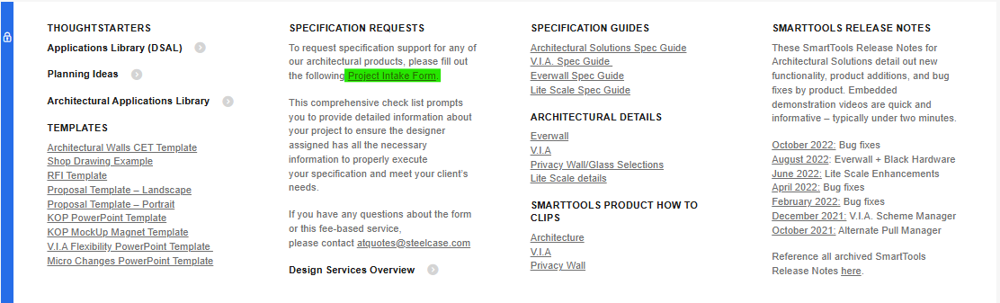 THOUGHTSTARTERS
Applications Library (DSAL)
Planning Ideas
Architectural Applications Library
TEMPLATES
Architectural Walls CET Template
Shop Drawing Example
RFI Template
Proposal Template – Landscape
Proposal Template – Portrait
KOP PowerPoint Template
KOP MockUp Magnet Template
V.I.A Flexibility PowerPoint Template
Micro Changes PowerPoint Template
SPECIFICATION REQUESTS
To request specification support for any of
our architectural products, please fill out
the following Project Intake Form.
This comprehensive check list prompts
you to provide detailed information about
your project to ensure the designer
assigned has all the necessary
information to properly execute
your specification and meet your client's
needs.
If you have any questions about the form
or this fee-based service,
please contact atquotes@steelcase.com
Design Services Overview
SPECIFICATION GUIDES
Architectural Solutions Spec Guide
V.I.A. Spec Guide
Everwall Spec Guide
Lite Scale Spec Guide
ARCHITECTURAL DETAILS
Everwall
V.I.A
Privacy Wall/Glass Selections
Lite Scale details
SMARTTOOLS PRODUCT HOW TO
CLIPS
Architecture
V.I.A
Privacy Wall
SMARTTOOLS RELEASE NOTES
These SmartTools Release Notes for
Architectural Solutions detail out new
functionality, product additions, and bug
fixes by product. Embedded
demonstration videos are quick and
informative – typically under two minutes.
October 2022: Bug fixes
August 2022: Everwall + Black Hardware
June 2022: Lite Scale Enhancements
April 2022: Bug fixes
February 2022: Bug fixes
December 2021: V.I.A. Scheme Manager
October 2021: Alternate Pull Manager
Reference all archived SmartTools
Release Notes here.